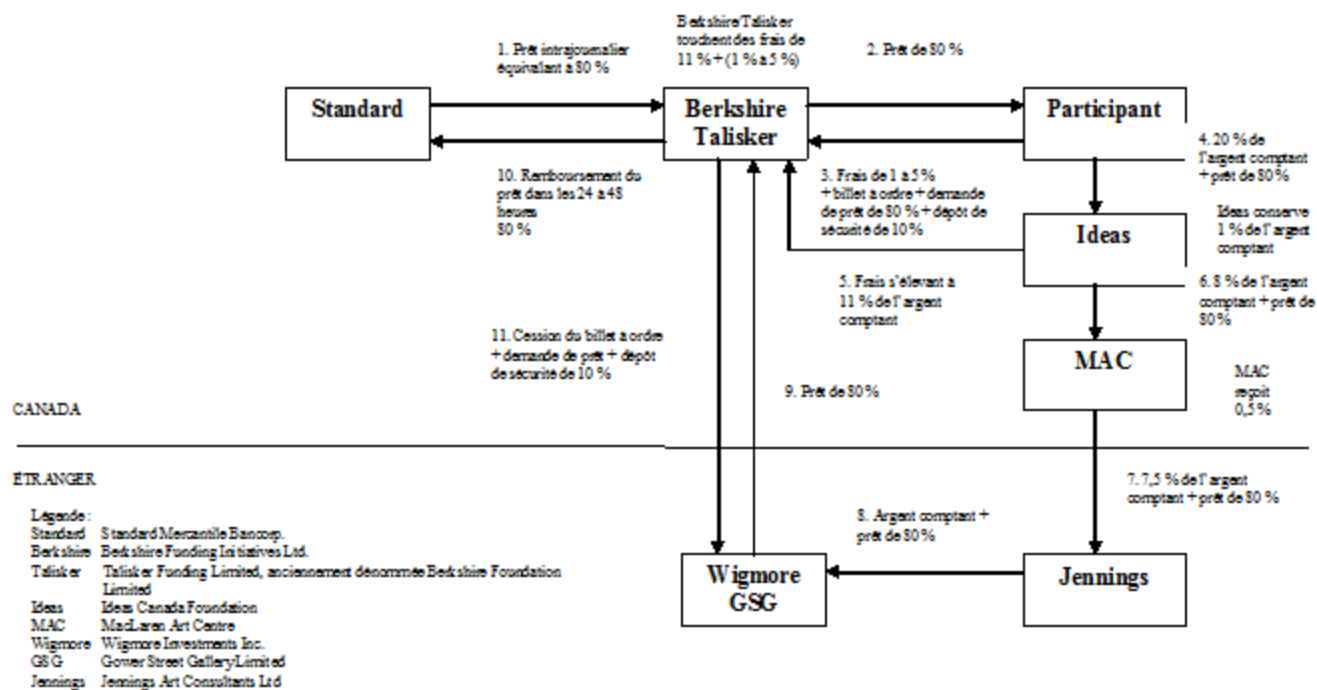 Berkshire/Talisker
touchent des frais de
11 % + (1 % à 5 %)
1. Prêt intrajournalier
équivalant à 80 %
2. Prêt de 80 %
Standard
Berkshire
Talisker
Participant
4. 20 % de
l'argent comptant
+ prêt de 80 %
10. Remboursement du
prêt dans les 24 à 48
heures
80 %
3. Frais de 1 à 5 %
+ billet à ordre + demande
de prêt de 80 % + dépôt de
sécurité de 10 %
Ideas
Ideas conserve
1 % de l'argent
comptant
5. Frais s'élevant à
11 % de l'argent
comptant
6. 8 % de l'argent
comptant + prêt de
80 %
11. Cession du billet à ordre
+ demande de prêt + dépôt
de sécurité de 10 %
MAC
MAC
reçoit
0,5 %
9. Prêt de 80 %
CANADA
ÉTRANGER
7. 7,5 % de l'argent
comptant + prêt de 80 %
8. Argent comptant +
prêt de 80 %
Wigmore
GSG
Jennings
Légende :
Standard Standard Mercantile Bancorp.
Berkshire Berkshire Funding Initiatives Ltd.
Talisker Talisker Funding Limited, anciennement dénommée Berkshire Foundation
Limited
Ideas Ideas Canada Foundation
MAC MacLaren Art Centre
Wigmore Wigmore Investments Inc.
GSG Gower Street Gallery Limited
Jennings Jennings Art Consultants Ltd